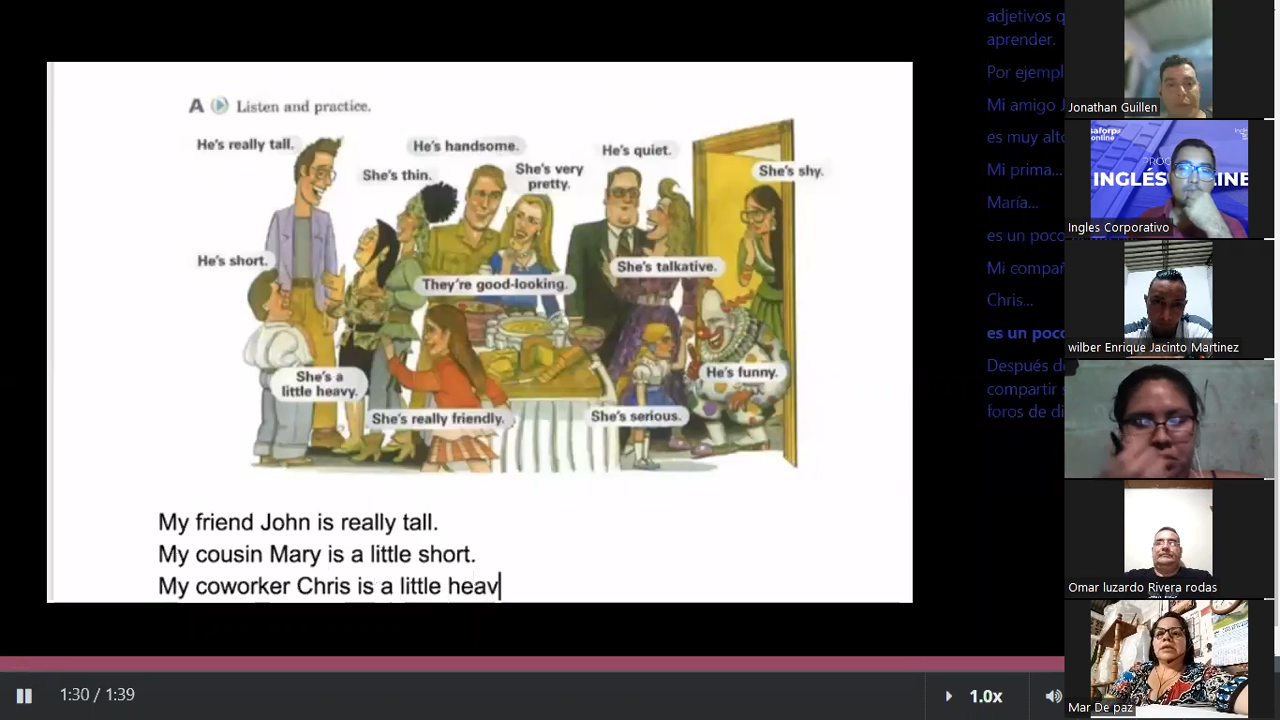 A Listen and practice.
He's really tall.
He's handsome.
He's quiet.
She's thin.
She's very
pretty.
She's shy.
He's short.
They're good-looking.
She's talkative.
She's a
little heavy.
He's funny.
She's really friendly.
She's serious.
My friend John is really tall.
My cousin Mary is a little short.
My coworker Chris is a little heav
adjetivos q
aprender.
Por ejempl
Mi amigo J
es muy alto
Mi prima...
María...
es un poco
Mi compañ
Chris...
es un poco
Después d
compartir s
foros de di
Jonathan Guillen
saforp
online
PROG
INGLÉS LINE
Ingles Corporativo
wilber Enrique Jacinto Martinez
Omar luzardo Rivera rodas
Mar De paz
1:30 / 1:39
1.0x